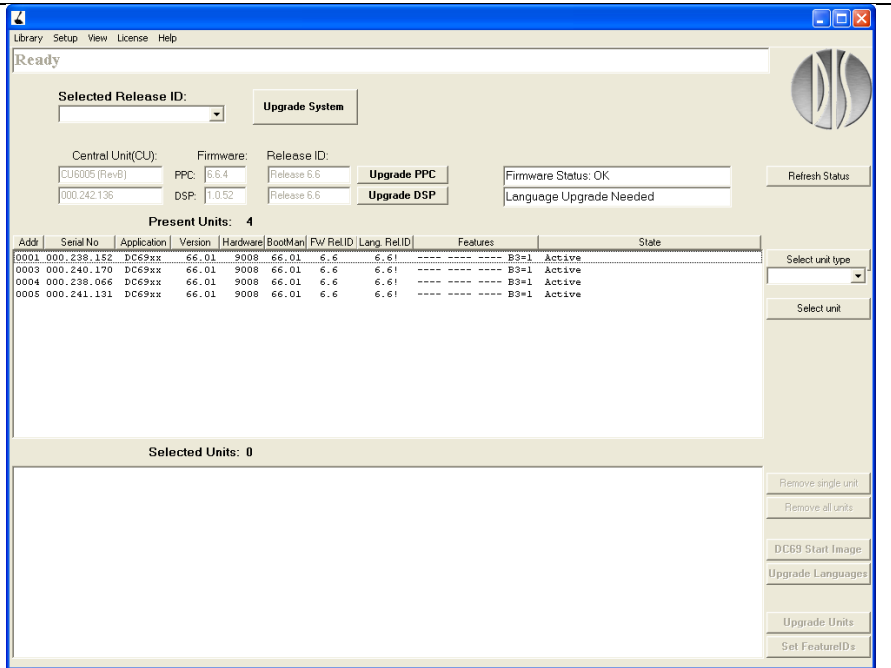 Library Setup View License Help
Ready
DIS
Selected Release ID:
Upgrade System
Central Unit(CU): Firmware: Release ID:
CU6005 (RevB) PPC: 6.6.4 Release 6.6 Upgrade PPC Firmware Status: OK Refresh Status
000.242.136 DSP: 1.0.52 Release 6.6 Upgrade DSP Language Upgrade Needed
Present Units: 4
Addr Serial No Application Version Hardware BootMan FW Rel.ID Lang. Rel.ID Features State
0001 000.238.152 DC69xx 66.01 9008 66.01 6.6 6.6! ---- ---- ---- B3=1 Active
0003 000.240.170 DC69xx 66.01 9008 66.01 6.6 6.6! ---- ---- ---- B3=1 Active
0004 000.238.066 DC69xx 66.01 9008 66.01 6.6 6.6! ---- ---- ---- B3=1 Active
0005 000.241.131 DC69xx 66.01 9008 66.01 6.6 6.6! ---- ---- ---- B3=1 Active
Select unit type
Select unit
Selected Units: 0
Remove single unit
Remove all units
DC69 Start Image
Upgrade Languages
Upgrade Units
Set FeatureIDs